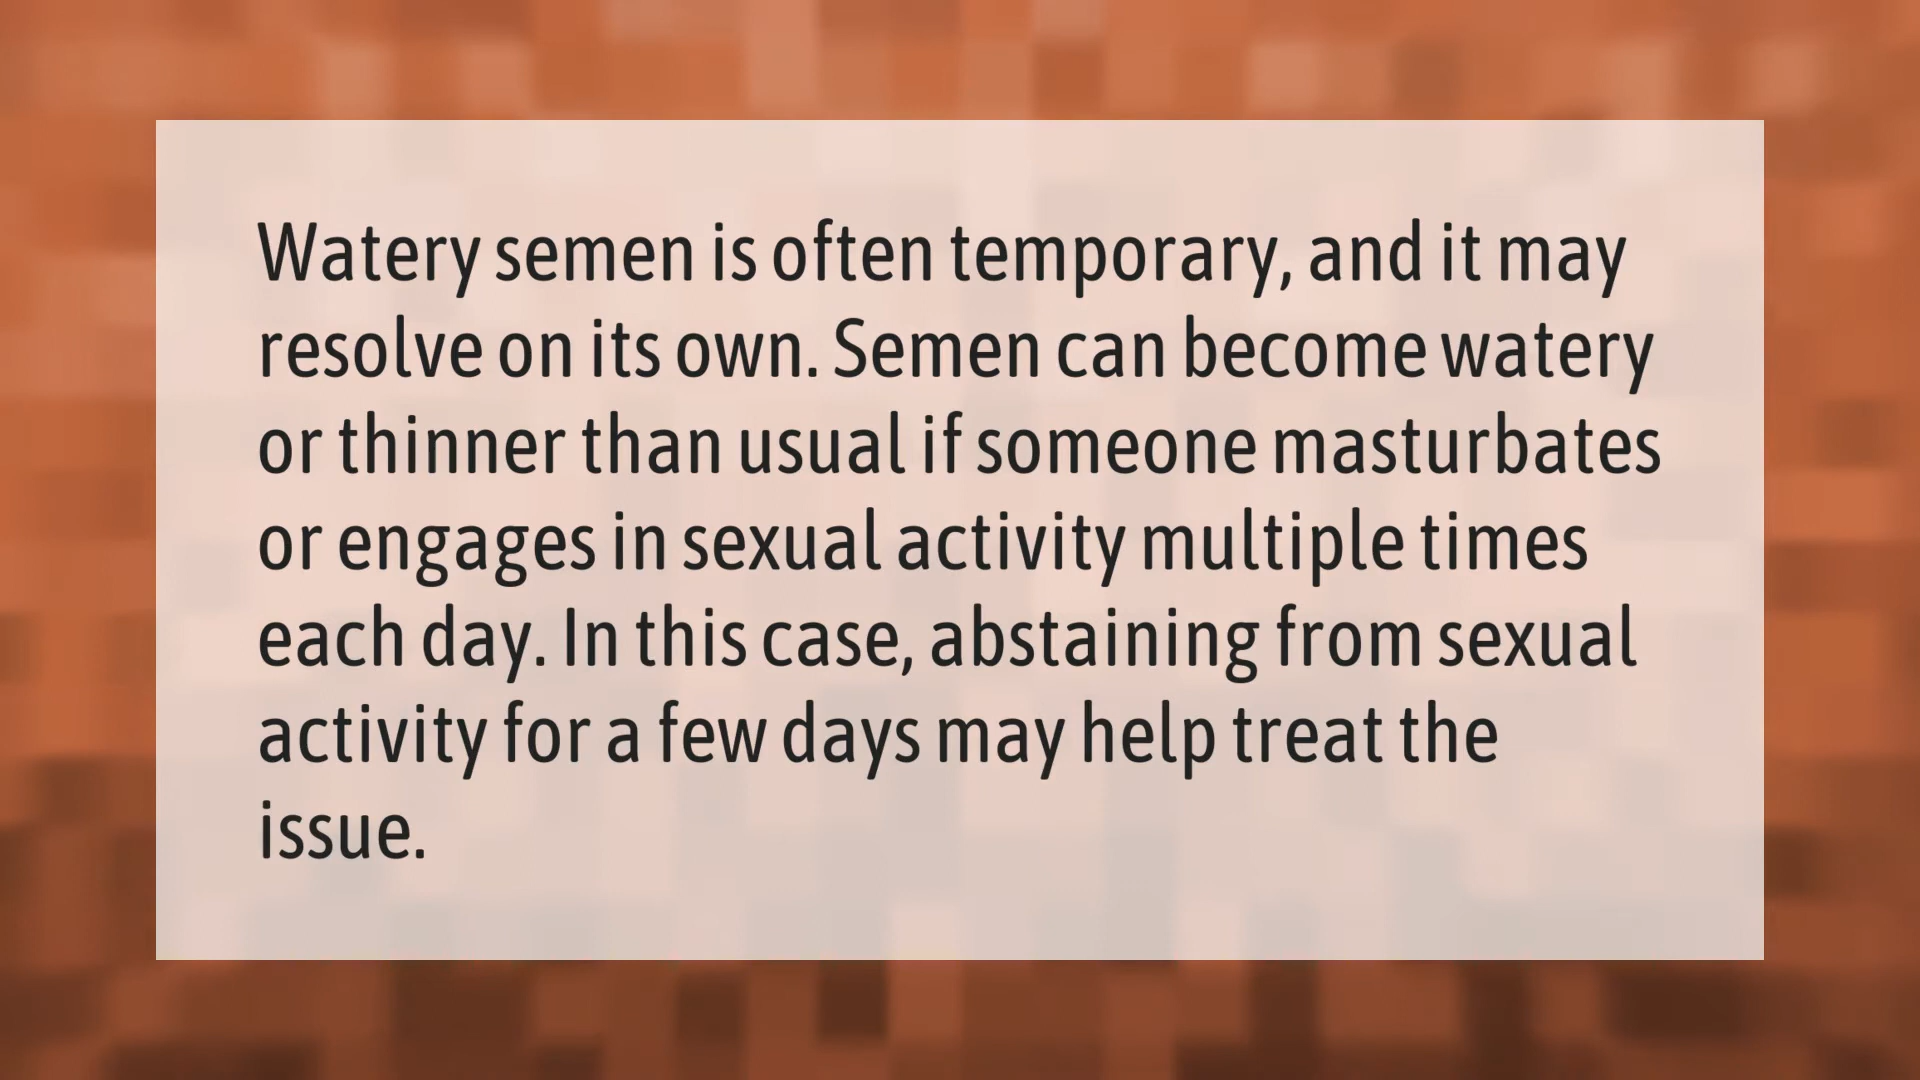 Watery semen is often temporary, and it may
resolve on its own. Semen can become watery
or thinner than usual if someone masturbates
or engages in sexual activity multiple times
each day. In this case, abstaining from sexual
activity for a few days may help treat the
issue.